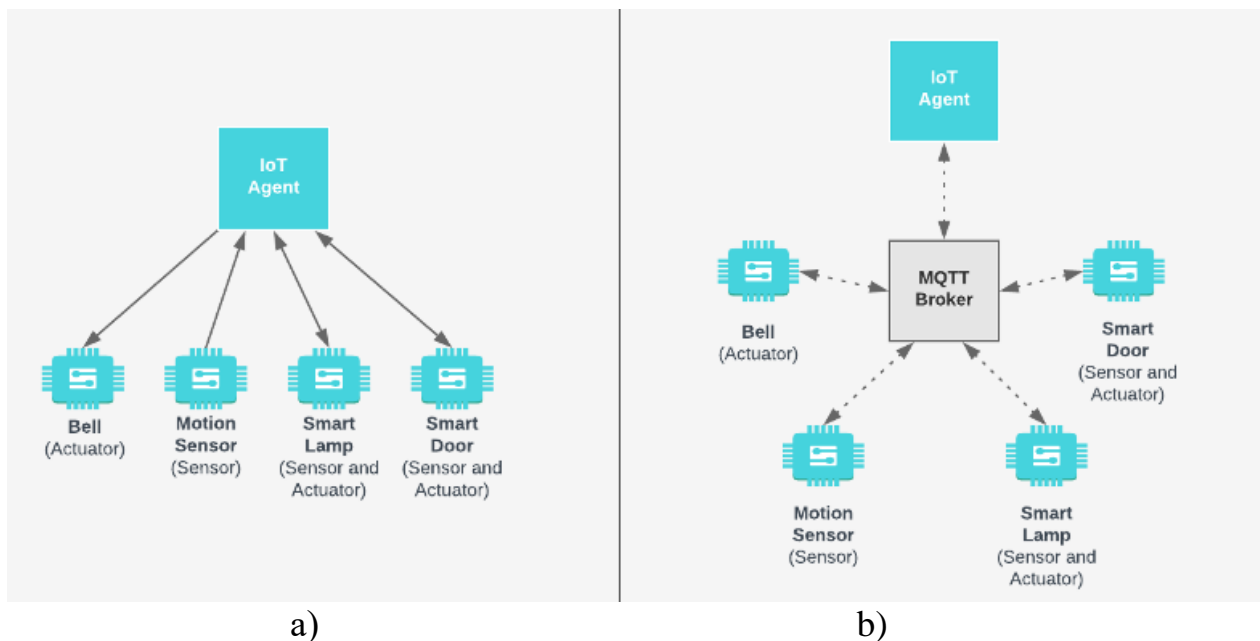 IoT
Agent
Bell
(Actuator)
Motion
Sensor
(Sensor)
Smart
Lamp
(Sensor and
Actuator)
Smart
Door
(Sensor and
Actuator)
a)
IoT
Agent
MQTT
Broker
Bell
(Actuator)
Smart
Door
(Sensor and
Actuator)
Motion
Sensor
(Sensor)
Smart
Lamp
(Sensor and
Actuator)
b)